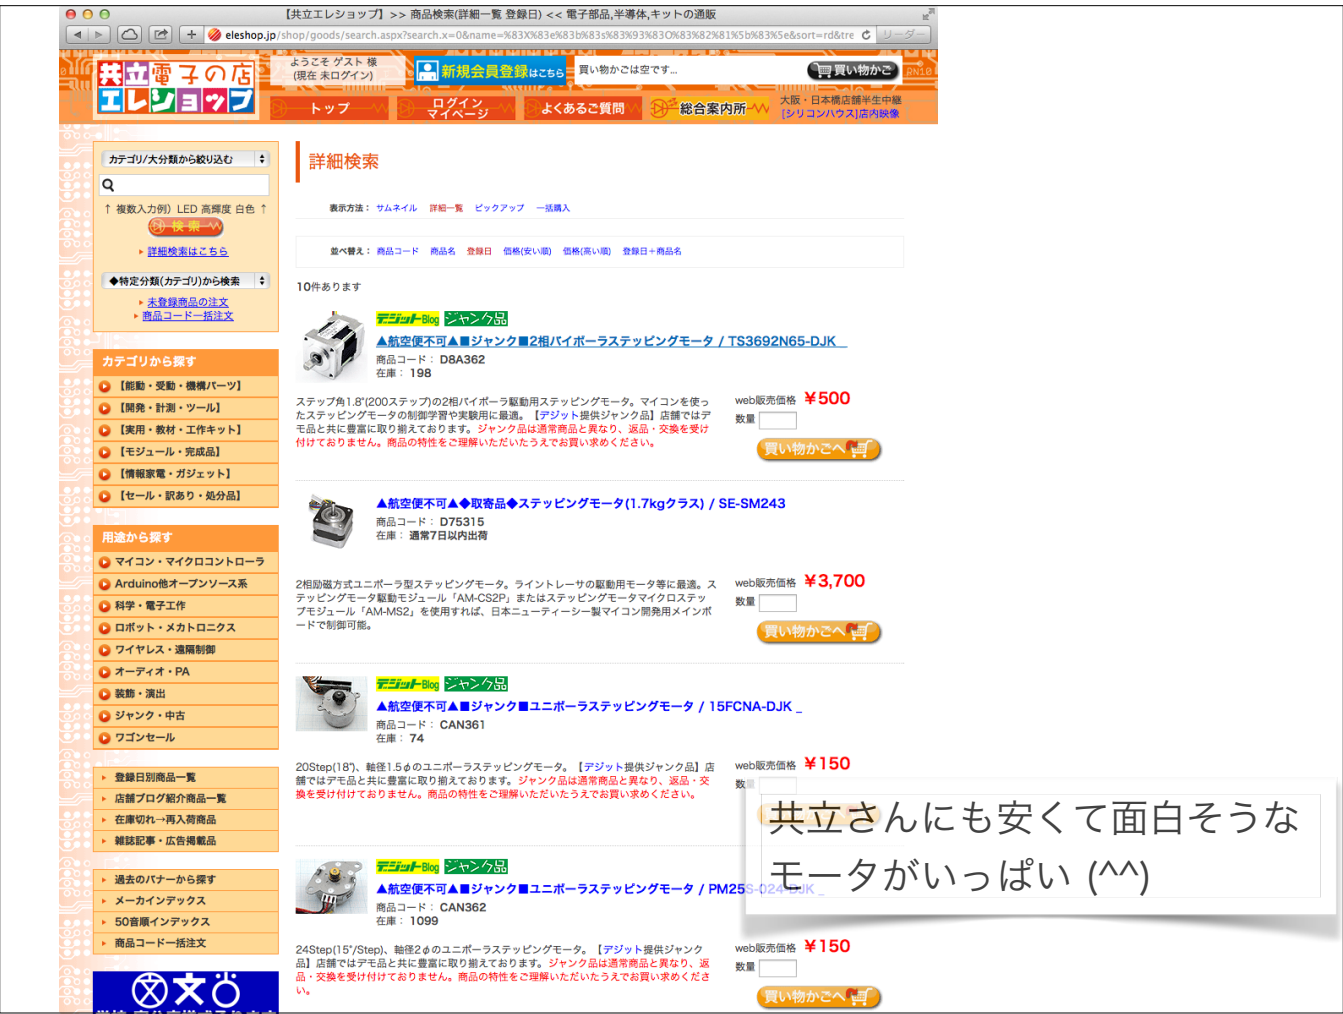 【共立エレショップ】>> 商品検索(詳細一覧 登録日) << 電子部品,半導体,キットの通販
eleshop.jp/shop/goods/search.aspx?search.x=0&name=%83X%83e%83b%83s%83%93%83O%83%82%81%5b%83%5e&sort=rd&tre
リーダー
共立電子の店
エレショップ
ようこそ ゲスト 様
(現在 未ログイン)
新規会員登録はこちら
買い物かごは空です...
買い物かご
RN18
トップ
ログイン
マイページ
よくあるご質問
総合案内所
大阪・日本橋店舗半生中継
[シリコンハウス]店内映像
カテゴリ/大分類から絞り込む
↑ 複数入力例）LED 高輝度 白色 ↑
検索
詳細検索はこちら
◆特定分類(カテゴリ)から検索
未登録商品の注文
商品コード一括注文
カテゴリから探す
【能動・受動・機構パーツ】
【開発・計測・ツール】
【実用・教材・工作キット】
【モジュール・完成品】
【情報家電・ガジェット】
【セール・訳あり・処分品】
用途から探す
マイコン・マイクロコントローラ
Arduino他オープンソース系
科学・電子工作
ロボット・メカトロニクス
ワイヤレス・遠隔制御
オーディオ・PA
装飾・演出
ジャンク・中古
ワゴンセール
登録日別商品一覧
店舗ブログ紹介商品一覧
在庫切れ→再入荷商品
雑誌記事・広告掲載品
過去のバナーから探す
メーカインデックス
50音順インデックス
商品コード一括注文
詳細検索
表示方法： サムネイル 詳細一覧 ピックアップ 一括購入
並べ替え： 商品コード 商品名 登録日 価格(安い順) 価格(高い順) 登録日＋商品名
10件あります
デジットBlog ジャンク品
▲航空便不可▲■ジャンク■2相バイポーラステッピングモータ / TS3692N65-DJK _
商品コード： D8A362
在庫： 198
ステップ角1.8°(200ステップ)の2相バイポーラ駆動用ステッピングモータ。マイコンを使っ
たステッピングモータの制御学習や実験用に最適。【デジット提供ジャンク品】店舗ではデ
モ品と共に豊富に取り揃えております。ジャンク品は通常商品と異なり、返品・交換を受け
付けておりません。商品の特性をご理解いただいたうえでお買い求めください。
web販売価格 ￥500
数量
買い物かごへ
▲航空便不可▲◆取寄品◆ステッピングモータ(1.7kgクラス) / SE-SM243
商品コード： D75315
在庫： 通常7日以内出荷
2相励磁方式ユニポーラ型ステッピングモータ。ライントレーサの駆動用モータ等に最適。ス
テッピングモータ駆動モジュール「AM-CS2P」またはステッピングモータマイクロステッ
プモジュール「AM-MS2」を使用すれば、日本ニューティーシー製マイコン開発用メインボ
ードで制御可能。
web販売価格 ￥3,700
数量
買い物かごへ
デジットBlog ジャンク品
▲航空便不可▲■ジャンク■ユニポーラステッピングモータ / 15FCNA-DJK _
商品コード： CAN361
在庫： 74
20Step(18°)、軸径1.5φのユニポーラステッピングモータ。【デジット提供ジャンク品】店
舗ではデモ品と共に豊富に取り揃えております。ジャンク品は通常商品と異なり、返品・交
換を受け付けておりません。商品の特性をご理解いただいたうえでお買い求めください。
web販売価格 ￥150
数量
共立さんにも安くて面白そうな
モータがいっぱい (^^)
デジットBlog ジャンク品
▲航空便不可▲■ジャンク■ユニポーラステッピングモータ / PM25S-024-DJK _
商品コード： CAN362
在庫： 1099
24Step(15°/Step)、軸径2φのユニポーラステッピングモータ。【デジット提供ジャンク
品】店舗ではデモ品と共に豊富に取り揃えております。ジャンク品は通常商品と異なり、返
品・交換を受け付けておりません。商品の特性をご理解いただいたうえでお買い求めくださ
い。
web販売価格 ￥150
数量
買い物かごへ